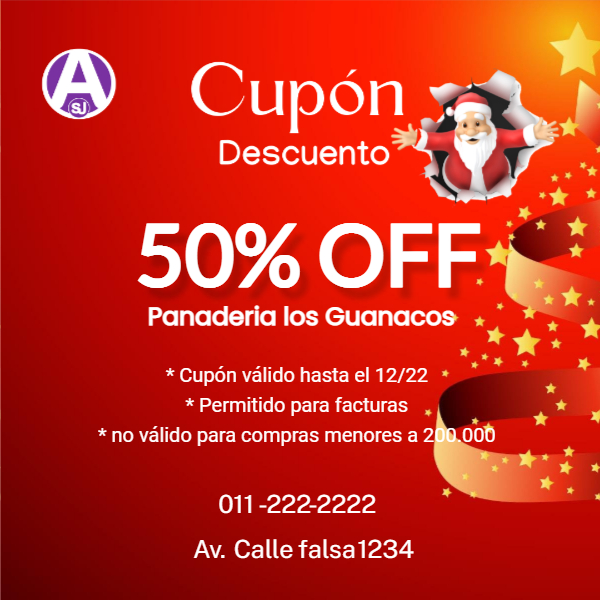 A
SJ
Cupón
Descuento
50% OFF
Panaderia los Guanacos
* Cupón válido hasta el 12/22
* Permitido para facturas
* no válido para compras menores a 200.000
011-222-2222
Av. Calle falsa1234